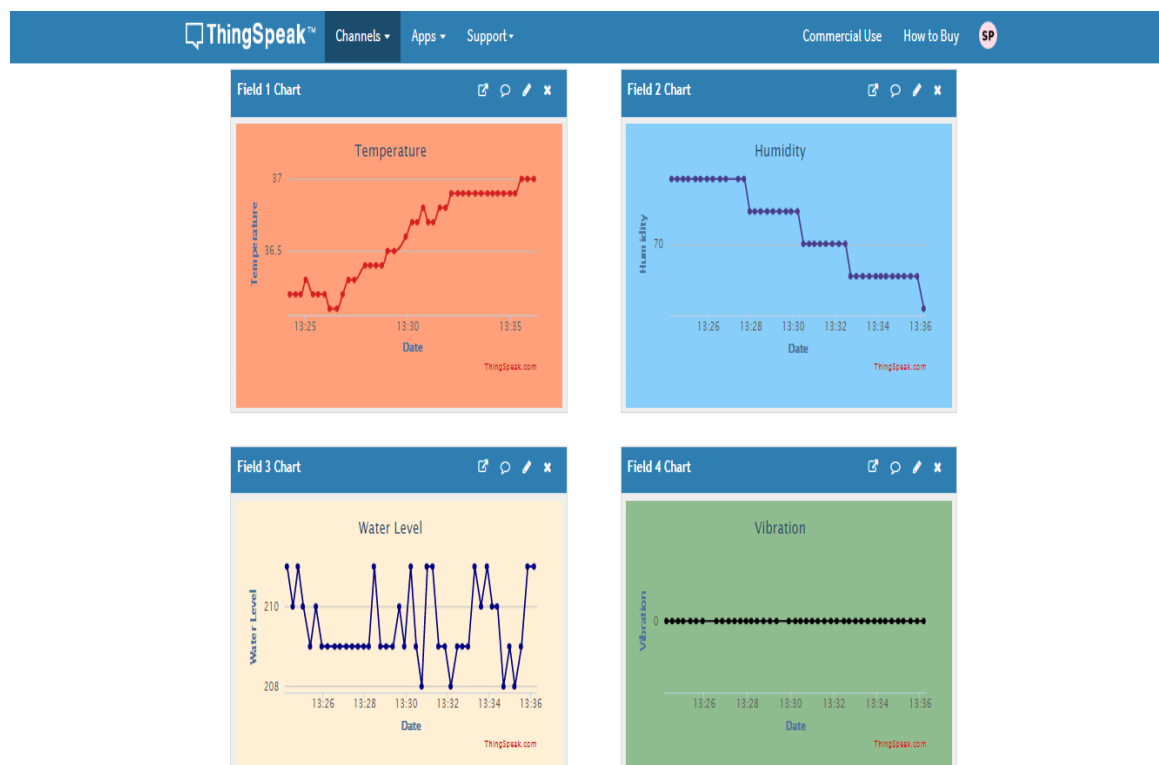 ThingSpeak™ Channels Apps Support Commercial Use How to Buy SP
Field 1 Chart
Temperature
37
36.5
Temperature
13:25 13:30 13:35
Date
ThingSpeak.com
Field 2 Chart
Humidity
70
Humidity
13:26 13:28 13:30 13:32 13:34 13:36
Date
ThingSpeak.com
Field 3 Chart
Water Level
210
208
Water Level
13:26 13:28 13:30 13:32 13:34 13:36
Date
ThingSpeak.com
Field 4 Chart
Vibration
0
Vibration
13:26 13:28 13:30 13:32 13:34 13:36
Date
ThingSpeak.com